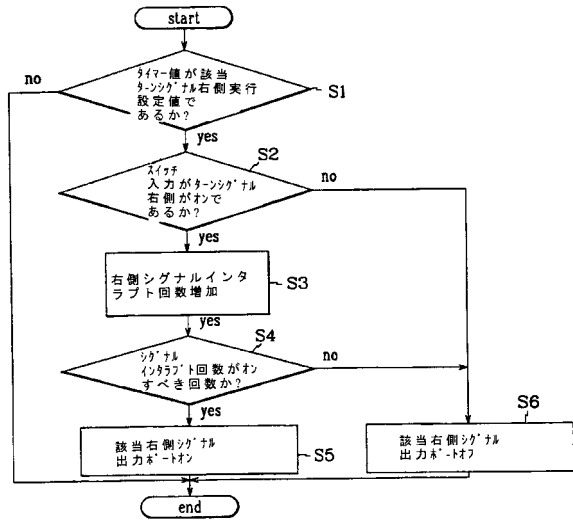 start
タイマー値が該当
ターンシグナル右側実行
設定値で
あるか?
S1
no
yes
S2
スイッチ
入力がターンシグナル
右側がオンで
あるか?
no
yes
右側シグナルインタ
ラプト回数増加
S3
yes
S4
シグナル
インタラプト回数がオン
すべき回数か?
no
yes
S6
該当右側シグナル
出力ポートオン
S5
該当右側シグナル
出力ポートオフ
end